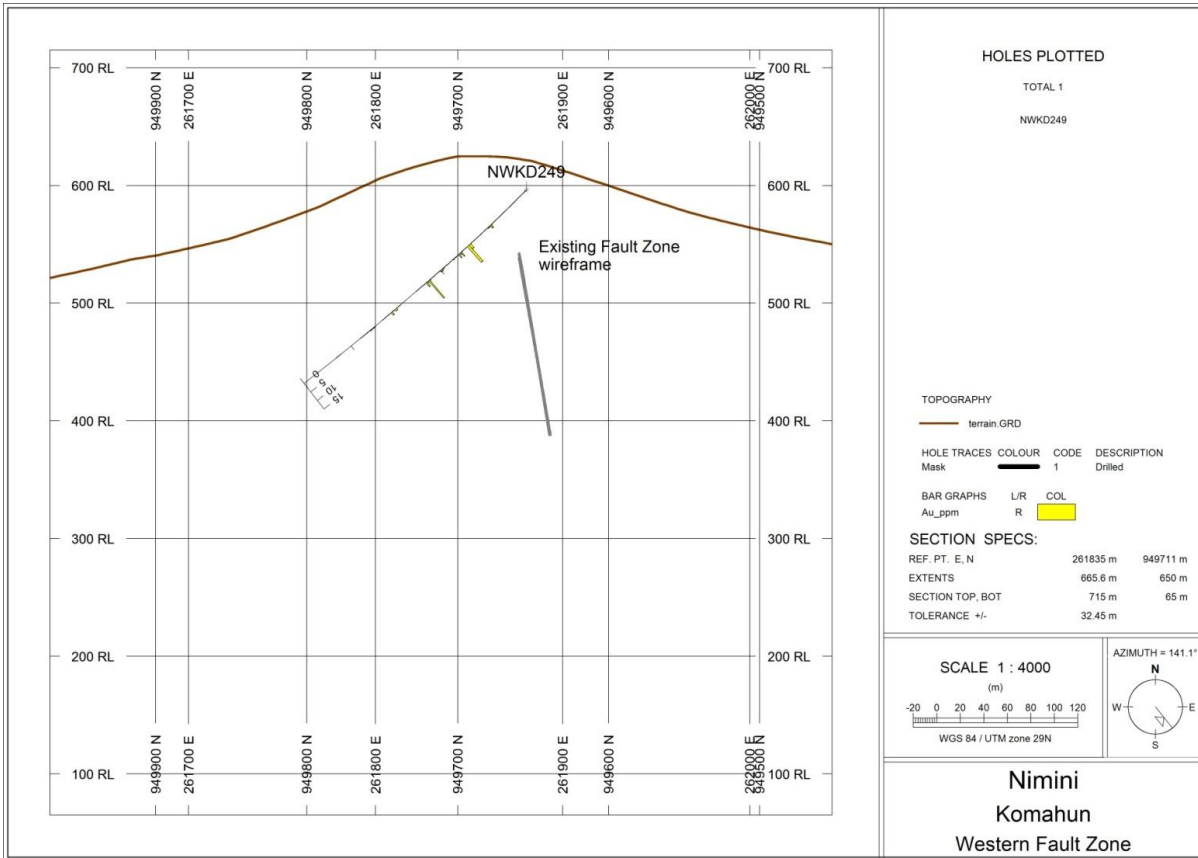 949900 N
261700 E
949800 N
261800 E
949700 N
261900 E
949600 N
262000 E
949500 N
700 RL
700 RL
600 RL
600 RL
500 RL
500 RL
400 RL
400 RL
300 RL
300 RL
200 RL
200 RL
100 RL
100 RL
NWKD249
Existing Fault Zone
wireframe
0
5
10
15
949900 N
261700 E
949800 N
261800 E
949700 N
261900 E
949600 N
262000 E
949500 N
HOLES PLOTTED
TOTAL 1
NWKD249
TOPOGRAPHY
terrain.GRD
HOLE TRACES COLOUR CODE DESCRIPTION
Mask 1 Drilled
BAR GRAPHS L/R COL
Au_ppm R
SECTION SPECS:
REF. PT. E, N 261835 m 949711 m
EXTENTS 665.6 m 650 m
SECTION TOP, BOT 715 m 65 m
TOLERANCE +/- 32.45 m
SCALE 1 : 4000
(m)
-20 0 20 40 60 80 100 120
WGS 84 / UTM zone 29N
AZIMUTH = 141.1°
N
W E
S
Nimini
Komahun
Western Fault Zone